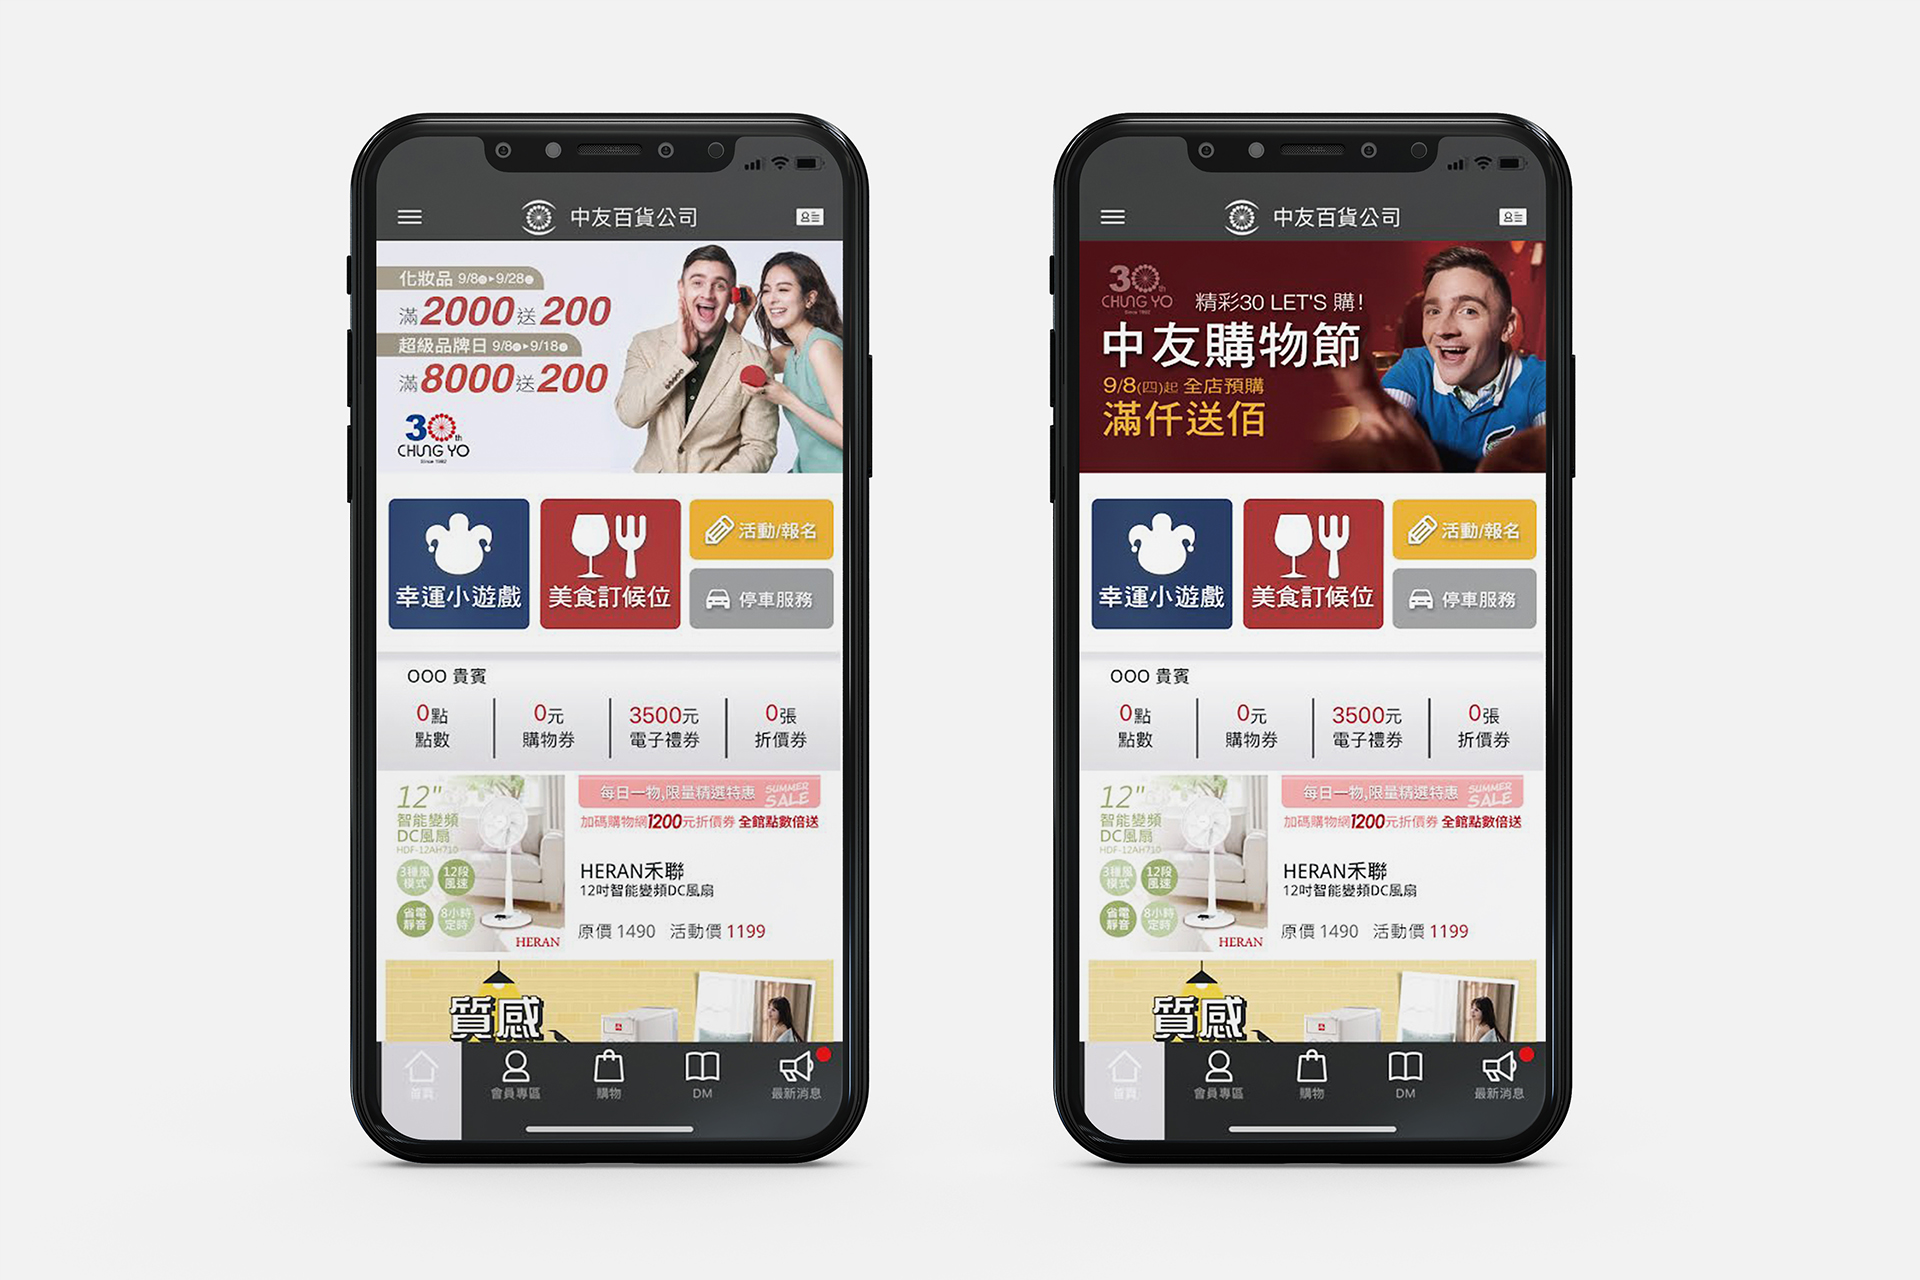 中友百貨公司
化妝品 9/8㊃▸9/28㊌
滿2000送200
超級品牌日 9/8㊃▸9/18㊐
滿8000送200
30th
CHUNG YO
Since 1992
幸運小遊戲
美食訂候位
活動/報名
停車服務
OOO 貴賓
0點
點數
0元
購物券
3500元
電子禮券
0張
折價券
12"
智能變頻
DC風扇
HDF-12AH710
3種風
模式
12段
風速
省電
靜音
8小時
定時
HERAN
每日一物,限量精選特惠
SUMMER
SALE
加碼購物網1200元折價券 全館點數倍送
HERAN禾聯
12吋智能變頻DC風扇
原價 1490 活動價 1199
質感
首頁
會員專區
購物
DM
最新消息
中友百貨公司
30th
CHUNG YO
Since 1992
精彩30 LET'S 購!
中友購物節
9/8(四)起 全店預購
滿仟送佰
幸運小遊戲
美食訂候位
活動/報名
停車服務
OOO 貴賓
0點
點數
0元
購物券
3500元
電子禮券
0張
折價券
12"
智能變頻
DC風扇
HDF-12AH710
3種風
模式
12段
風速
省電
靜音
8小時
定時
HERAN
每日一物,限量精選特惠
SUMMER
SALE
加碼購物網1200元折價券 全館點數倍送
HERAN禾聯
12吋智能變頻DC風扇
原價 1490 活動價 1199
質感
首頁
會員專區
購物
DM
最新消息